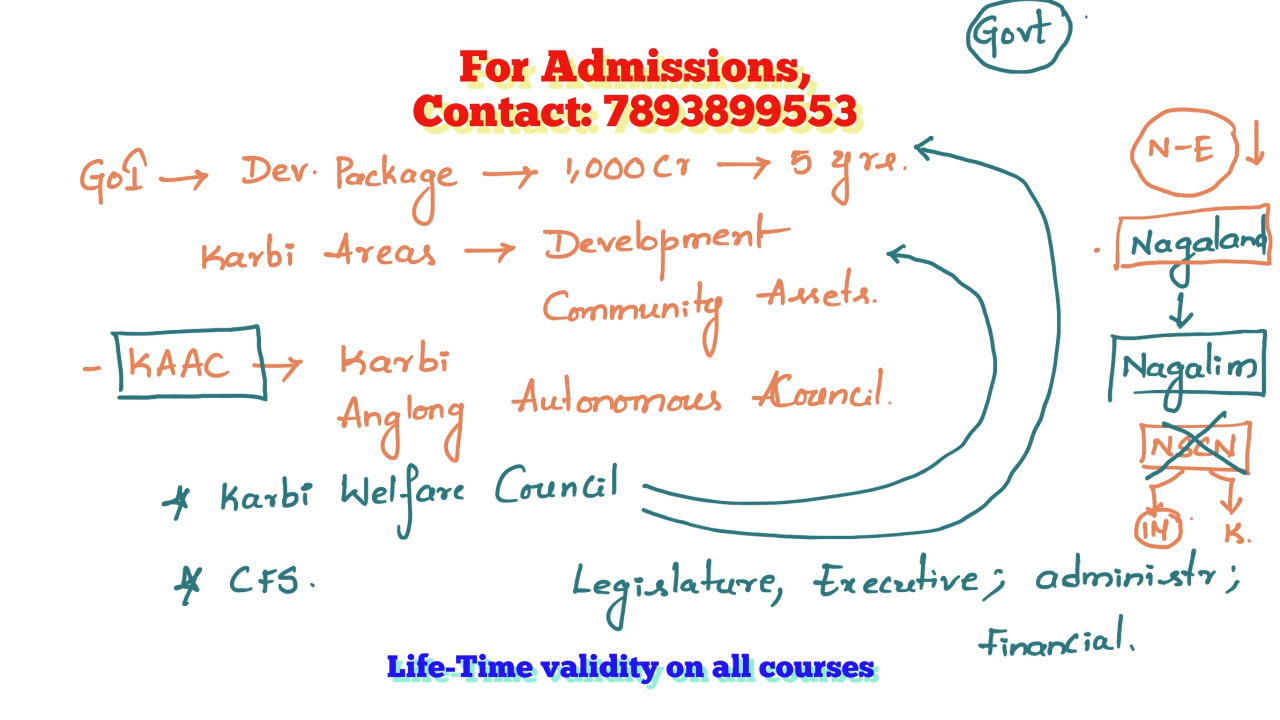 Govt
For Admissions,
Contact: 7893899553
GoI → Dev. Package → 1,000 Cr → 5 yrs.
Karbi Areas → Development
Community Assets.
- KAAC → Karbi
Anglong Autonomous Council.
* Karbi Welfare Council
* CFS.
Legislature, Executive; administr;
Financial.
N-E ↓
Nagaland
↓
Nagalim
NSCN
IM K.
Life-Time validity on all courses